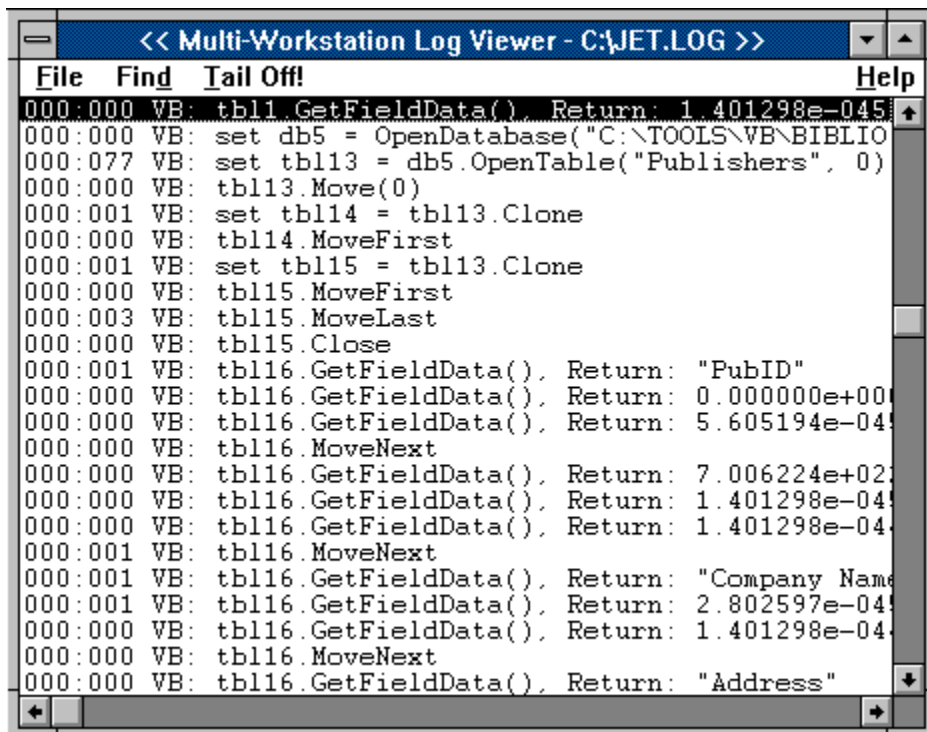 << Multi-Workstation Log Viewer - C:\JET.LOG >>
File Find Tail Off! Help
000:000 VB: tbl1.GetFieldData(), Return: 1.401298e-045
000:000 VB: set db5 = OpenDatabase("C:\TOOLS\VB\BIBLIO
000:077 VB: set tbl13 = db5.OpenTable("Publishers", 0)
000:000 VB: tbl13.Move(0)
000:001 VB: set tbl14 = tbl13.Clone
000:000 VB: tbl14.MoveFirst
000:001 VB: set tbl15 = tbl13.Clone
000:000 VB: tbl15.MoveFirst
000:003 VB: tbl15.MoveLast
000:000 VB: tbl15.Close
000:001 VB: tbl16.GetFieldData(), Return: "PubID"
000:000 VB: tbl16.GetFieldData(), Return: 0.000000e+00
000:000 VB: tbl16.GetFieldData(), Return: 5.605194e-04
000:000 VB: tbl16.MoveNext
000:000 VB: tbl16.GetFieldData(), Return: 7.006224e+02
000:000 VB: tbl16.GetFieldData(), Return: 1.401298e-04
000:000 VB: tbl16.GetFieldData(), Return: 1.401298e-04
000:001 VB: tbl16.MoveNext
000:001 VB: tbl16.GetFieldData(), Return: "Company Name
000:001 VB: tbl16.GetFieldData(), Return: 2.802597e-04
000:000 VB: tbl16.GetFieldData(), Return: 1.401298e-04
000:000 VB: tbl16.MoveNext
000:000 VB: tbl16.GetFieldData(), Return: "Address"